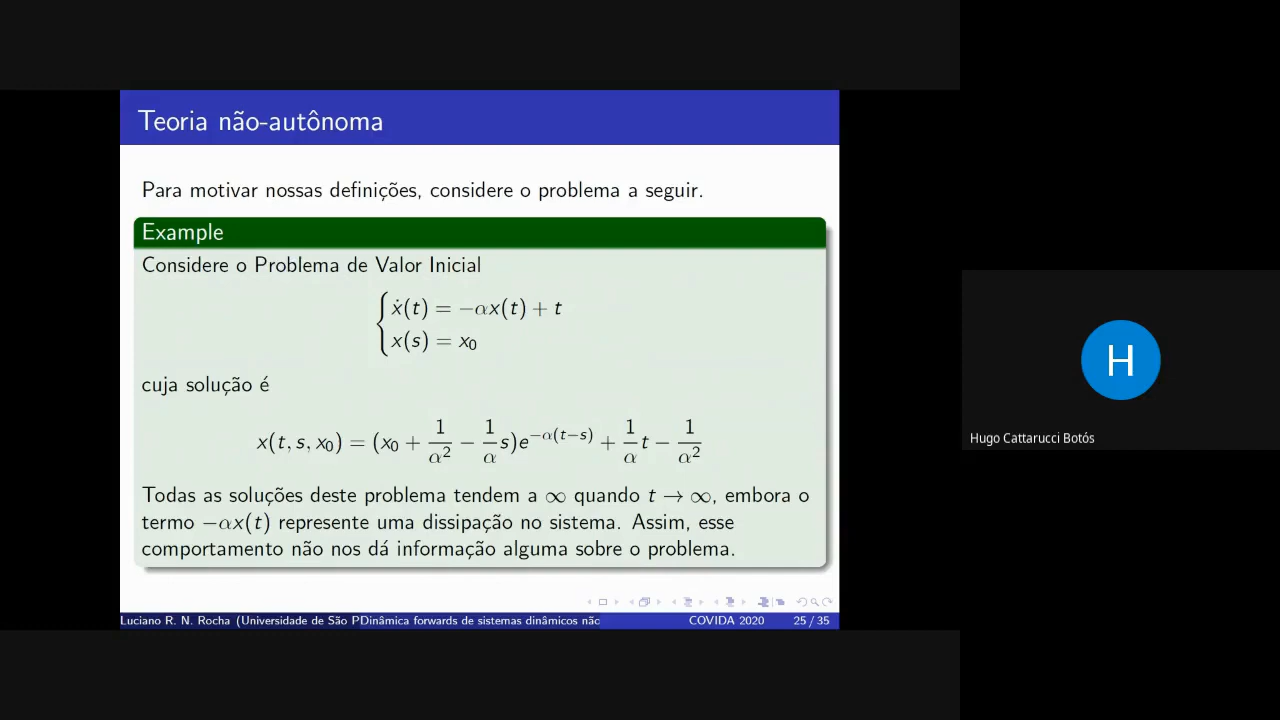 Teoria não-autônoma
Para motivar nossas definições, considere o problema a seguir.
Example
Considere o Problema de Valor Inicial
{ ẋ(t) = −αx(t) + t
x(s) = x₀
cuja solução é
x(t, s, x₀) = (x₀ + 1/α² − 1/α s)e^{−α(t−s)} + 1/α t − 1/α²
Todas as soluções deste problema tendem a ∞ quando t → ∞, embora o
termo −αx(t) represente uma dissipação no sistema. Assim, esse
comportamento não nos dá informação alguma sobre o problema.
Luciano R. N. Rocha (Universidade de São P Dinâmica forwards de sistemas dinâmicos nãc COVIDA 2020 25 / 35
H
Hugo Cattarucci Botós